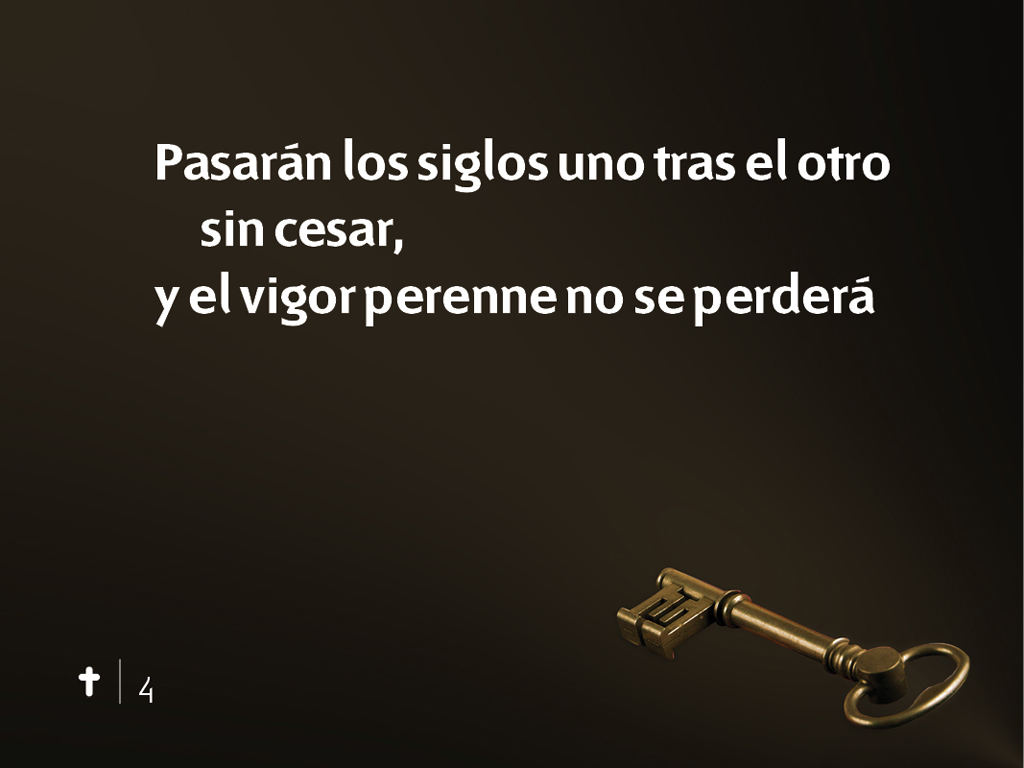 Pasarán los siglos uno tras el otro
sin cesar,
y el vigor perenne no se perderá
4